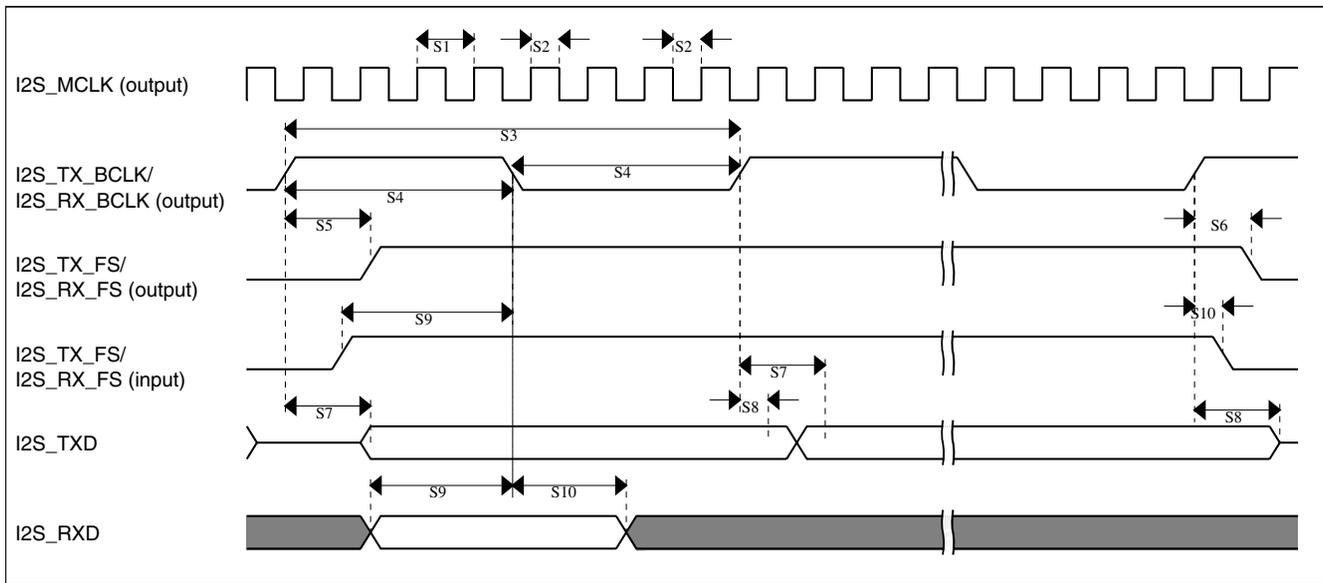 S1
S2
S2
I2S_MCLK (output)
S3
I2S_TX_BCLK/
I2S_RX_BCLK (output)
S4
S4
S5
S6
I2S_TX_FS/
I2S_RX_FS (output)
S9
S10
I2S_TX_FS/
I2S_RX_FS (input)
S7
S7
S8
S8
I2S_TXD
S9
S10
I2S_RXD